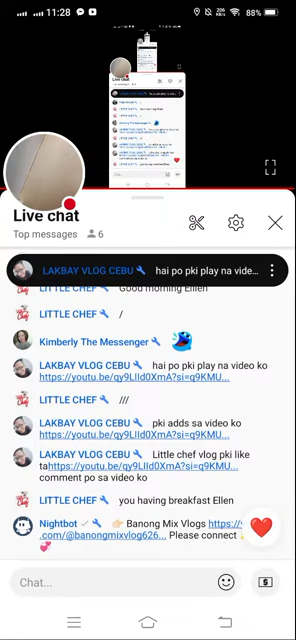 11:28
206
KB/s
88%
Live chat
Top messages 6
LAKBAY VLOG CEBU hai po pki play na vide...
LITTLE CHEF Good morning Ellen
LITTLE CHEF /
Kimberly The Messenger
LAKBAY VLOG CEBU hai po pki play na video ko
https://youtu.be/qy9LIld0XmA?si=q9KMU...
LITTLE CHEF ///
LAKBAY VLOG CEBU pki adds sa video ko
https://youtu.be/qy9LIld0XmA?si=q9KMU...
LAKBAY VLOG CEBU Little chef vlog pki like
tahttps://youtu.be/qy9LIld0XmA?si=q9KMU...
comment po sa video ko
LITTLE CHEF you having breakfast Ellen
Nightbot Banong Mix Vlogs https://y
.com/@banongmixvlog626... Please connect
Chat...